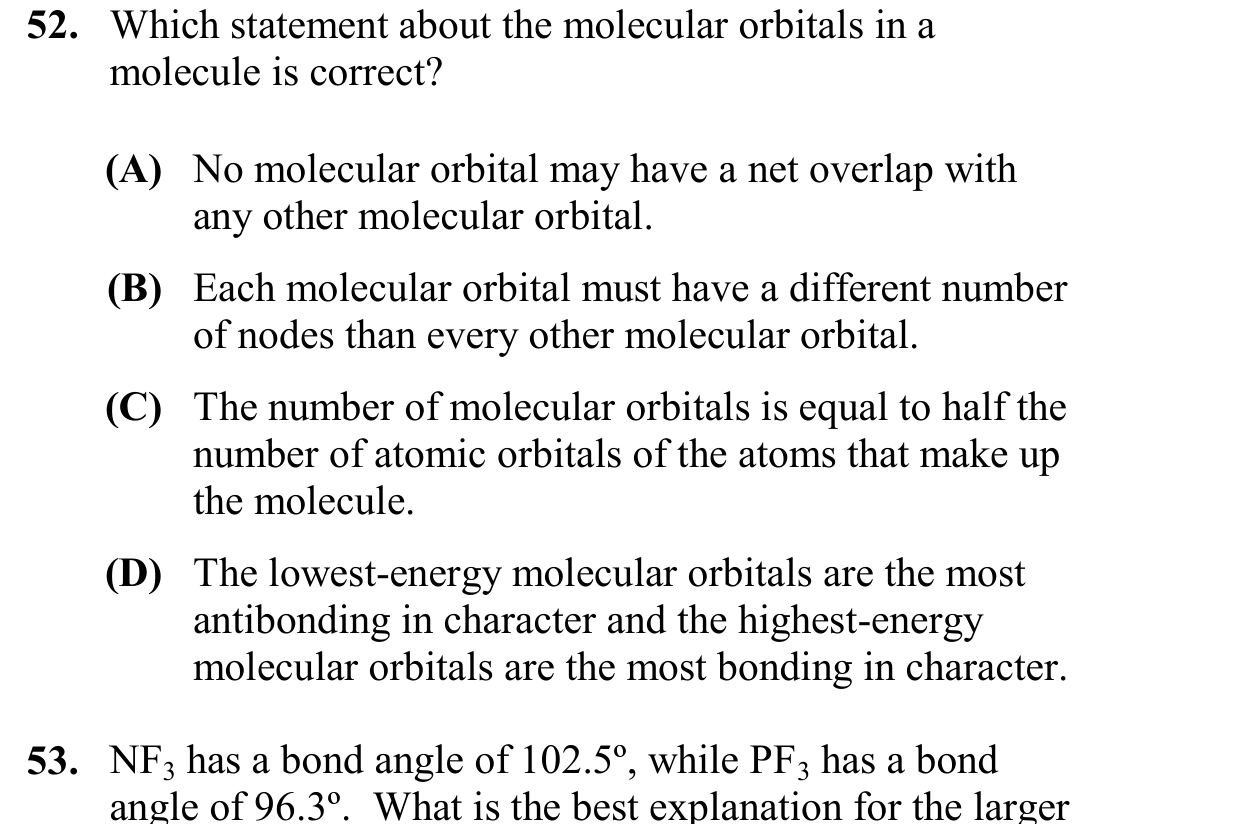 52. Which statement about the molecular orbitals in a
molecule is correct?
(A) No molecular orbital may have a net overlap with
any other molecular orbital.
(B) Each molecular orbital must have a different number
of nodes than every other molecular orbital.
(C) The number of molecular orbitals is equal to half the
number of atomic orbitals of the atoms that make up
the molecule.
(D) The lowest-energy molecular orbitals are the most
antibonding in character and the highest-energy
molecular orbitals are the most bonding in character.
53. NF₃ has a bond angle of 102.5º, while PF₃ has a bond
angle of 96.3º. What is the best explanation for the larger